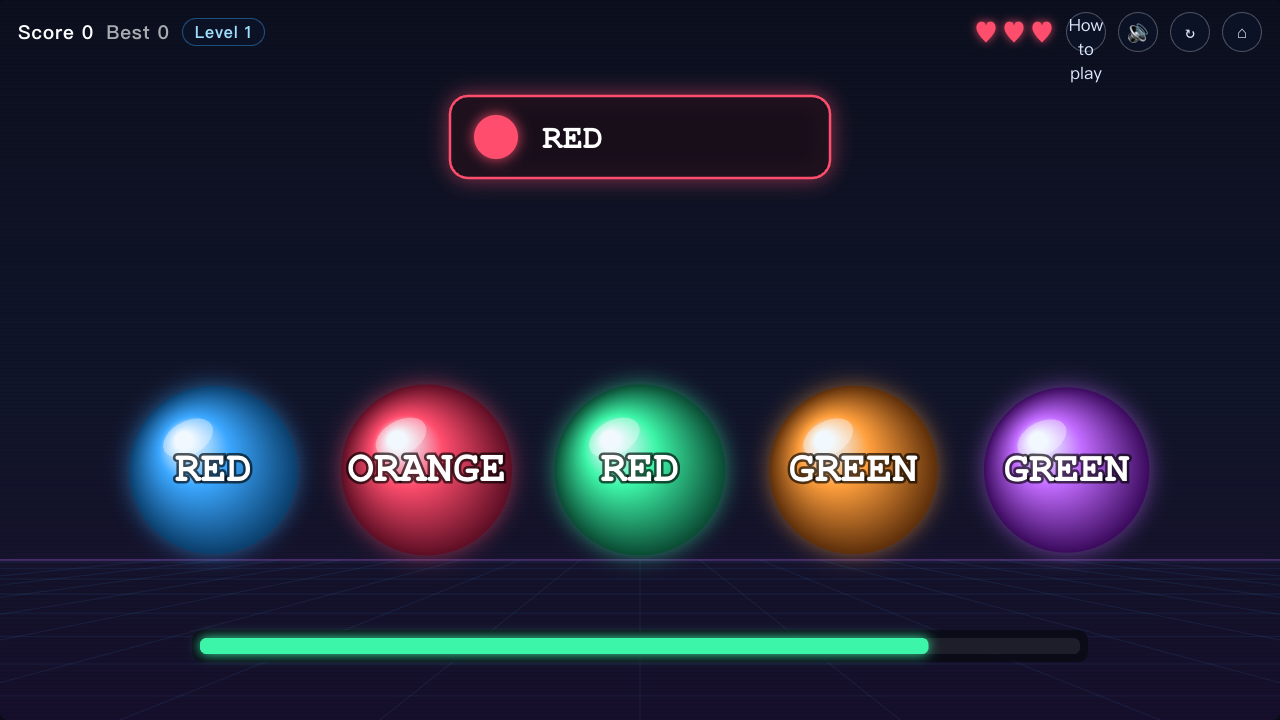 Score 0 Best 0 Level 1
How
to
play
RED
RED ORANGE RED GREEN GREEN